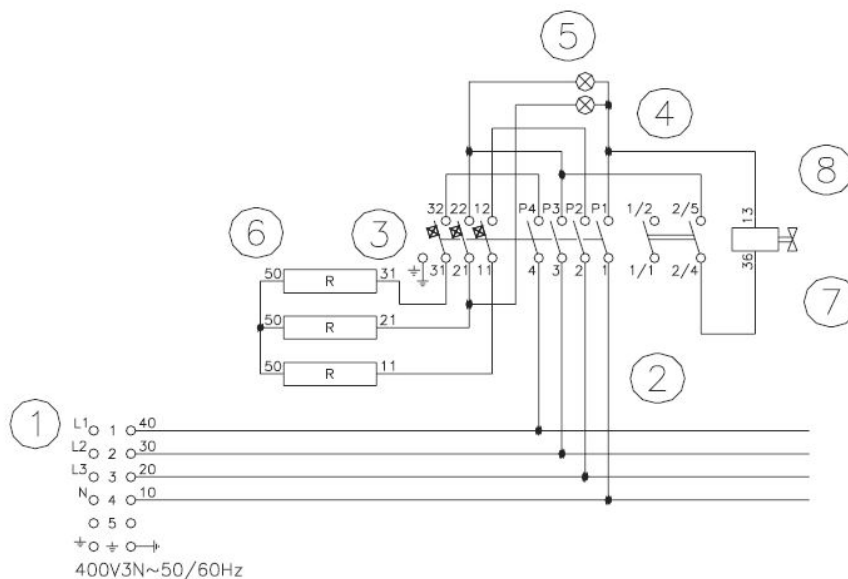 5
4
8
32 22 12 P4 P3 P2 P1 1/2 2/5 13
6 3
31 21 11 4 3 2 1 1/1 2/4 36
50 R 31
7
50 R 21
50 R 11
2
1
L1 1 40
L2 2 30
L3 3 20
N 4 10
5
400V3N~50/60Hz